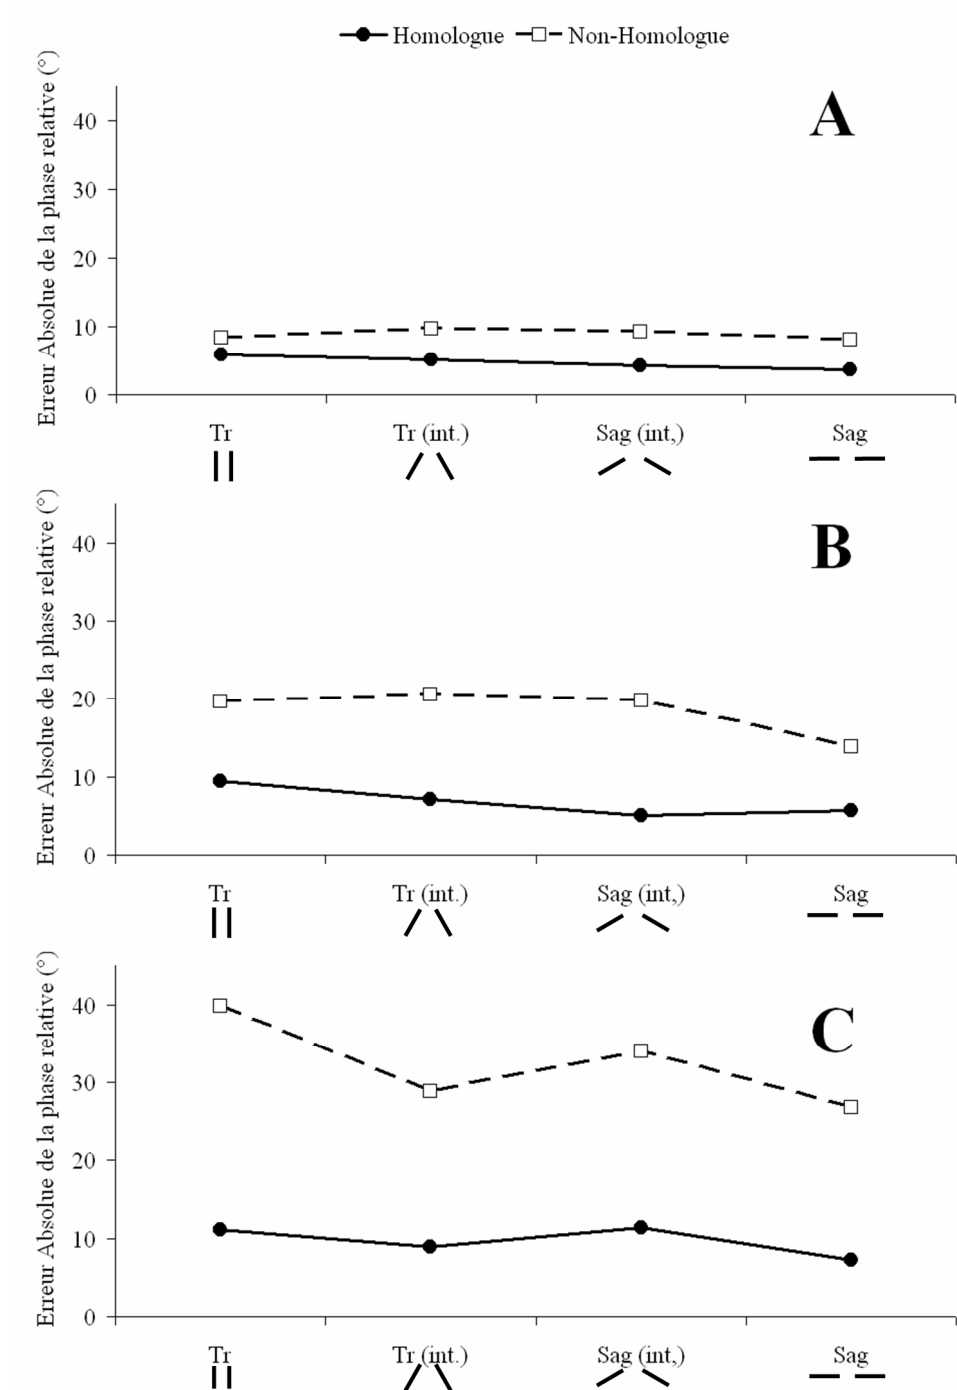 Homologue Non-Homologue
Erreur Absolue de la phase relative (°)
A
40
30
20
10
0
Tr Tr (int.) Sag (int,) Sag
Erreur Absolue de la phase relative (°)
B
40
30
20
10
0
Tr Tr (int.) Sag (int,) Sag
Erreur Absolue de la phase relative (°)
C
40
30
20
10
0
Tr Tr (int.) Sag (int,) Sag